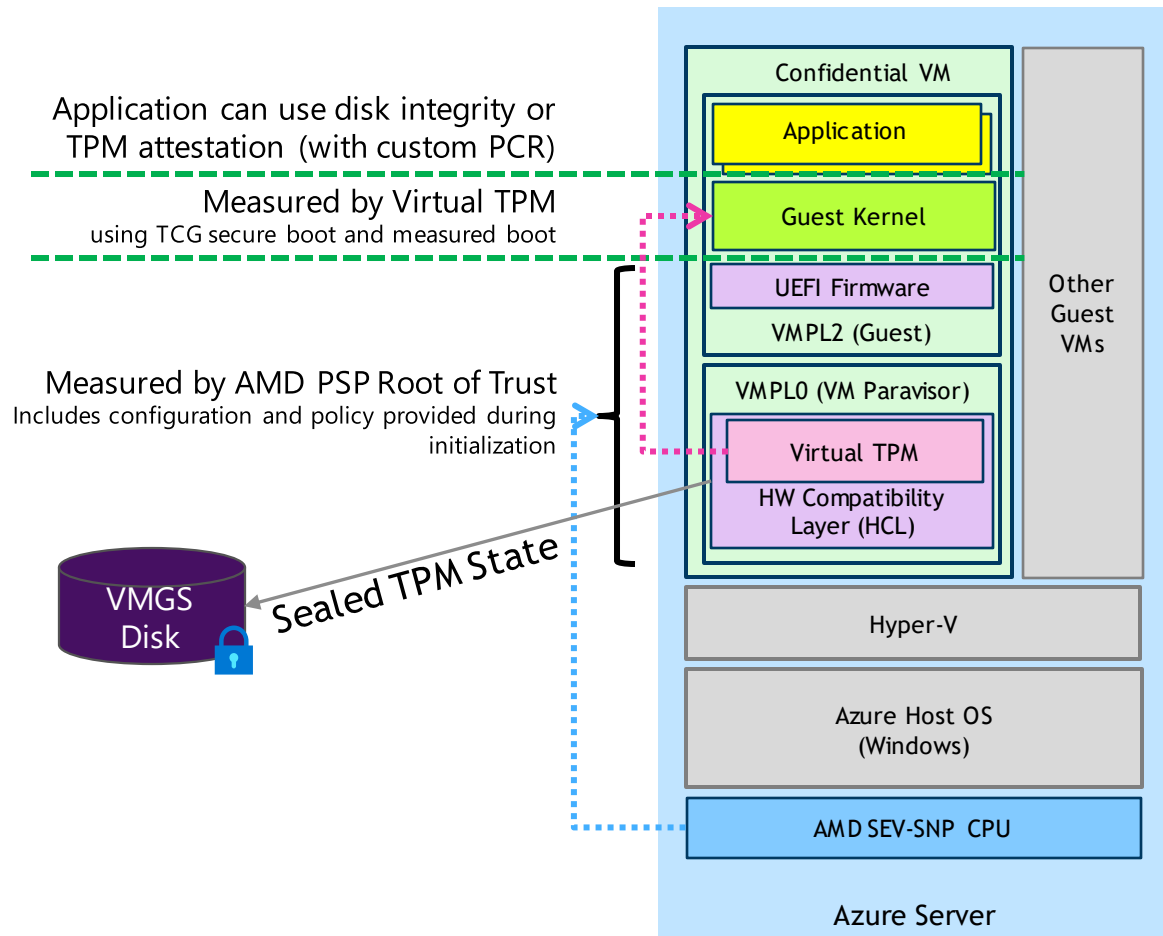 Application can use disk integrity or
TPM attestation (with custom PCR)
Measured by Virtual TPM
using TCG secure boot and measured boot
Measured by AMD PSP Root of Trust
Includes configuration and policy provided during
initialization
VMGS
Disk
Sealed TPM State
Confidential VM
Application
Guest Kernel
UEFI Firmware
VMPL2 (Guest)
VMPL0 (VM Paravisor)
Virtual TPM
HW Compatibility
Layer (HCL)
Other
Guest
VMs
Hyper-V
Azure Host OS
(Windows)
AMD SEV-SNP CPU
Azure Server